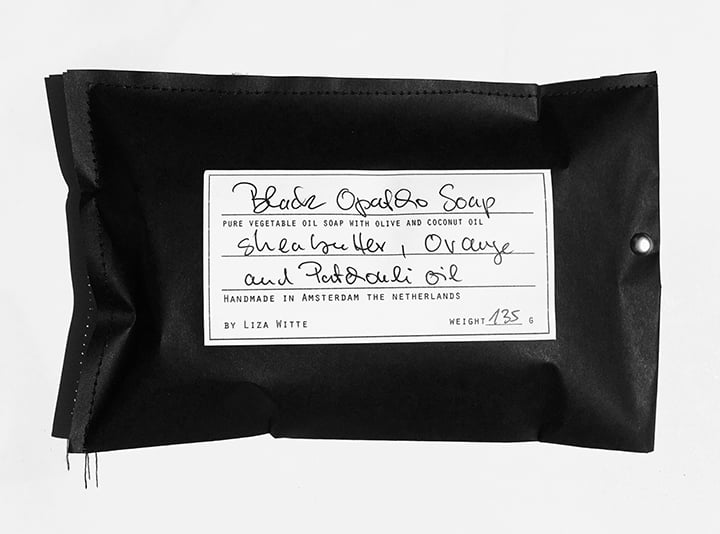 Black Opaldo Soap
PURE VEGETABLE OIL SOAP WITH OLIVE AND COCONUT OIL
sheabutter, Orange
and Patchouli oil
HANDMADE IN AMSTERDAM THE NETHERLANDS
BY LIZA WITTE WEIGHT 135 G